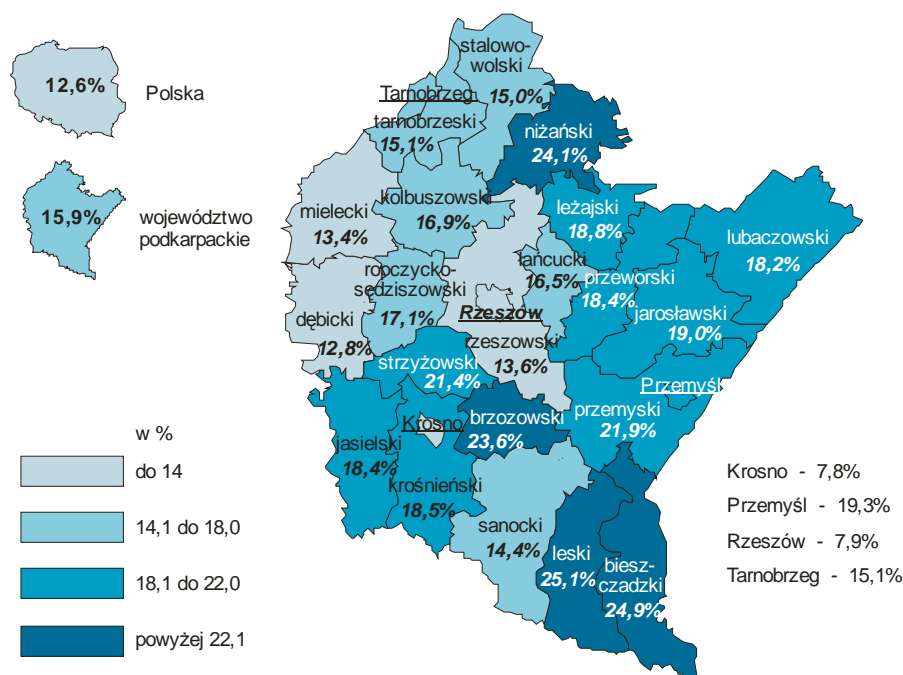 12,6%
Polska
15,9%
województwo
podkarpackie
stalowo-
wolski
15,0%
Tarnobrzeg
tarnobrzeski
15,1%
niżański
24,1%
mielecki
13,4%
kolbuszowski
16,9%
leżajski
18,8%
lubaczowski
18,2%
ropczycko-
sędziszowski
17,1%
łańcucki
16,5%
przeworski
18,4%
jarosławski
19,0%
dębicki
12,8%
Rzeszów
rzeszowski
13,6%
strzyżowski
21,4%
Przemyśl
przemyski
21,9%
brzozowski
23,6%
Krosno
jasielski
18,4%
krośnieński
18,5%
sanocki
14,4%
leski
25,1%
biesz-
czadzki
24,9%
w %
do 14
14,1 do 18,0
18,1 do 22,0
powyżej 22,1
Krosno - 7,8%
Przemyśl - 19,3%
Rzeszów - 7,9%
Tarnobrzeg - 15,1%